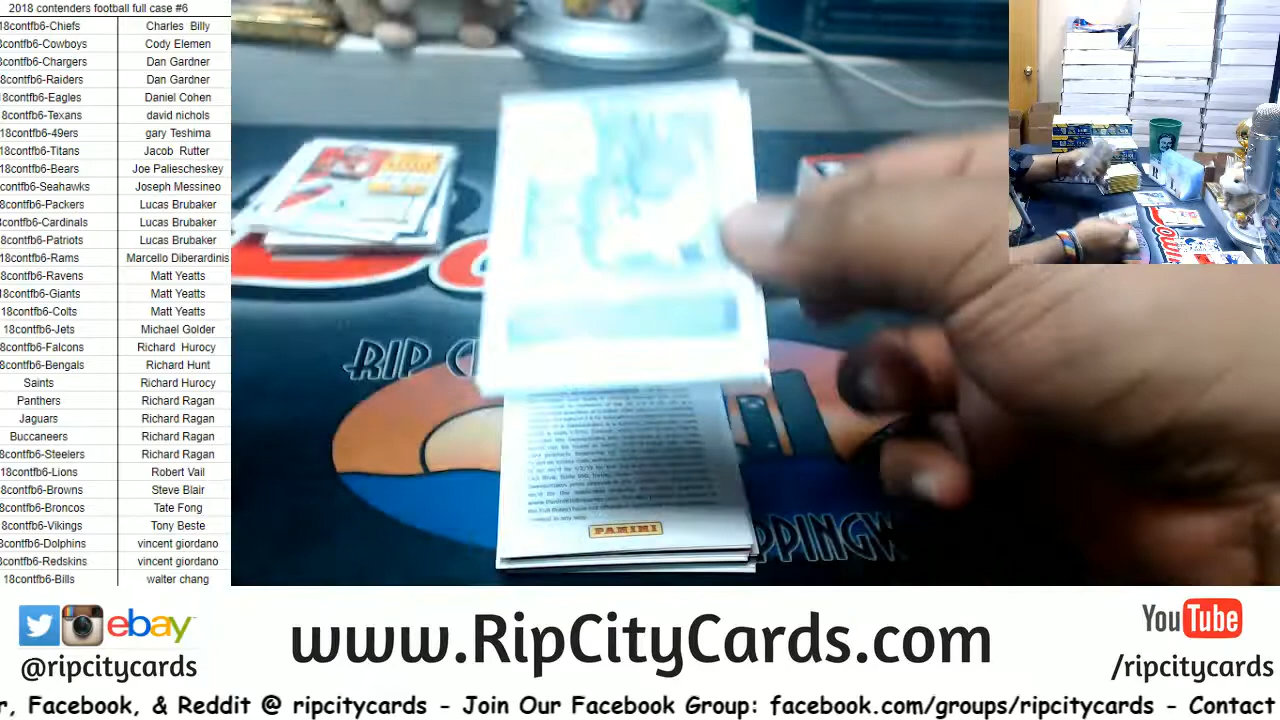 2018 contenders football full case #6
18contfb6-Chiefs Charles Billy
8contfb6-Cowboys Cody Elemen
8contfb6-Chargers Dan Gardner
18contfb6-Raiders Dan Gardner
18contfb6-Eagles Daniel Cohen
18contfb6-Texans david nichols
18contfb6-49ers gary Teshima
18contfb6-Titans Jacob Rutter
18contfb6-Bears Joe Paliescheskey
contfb6-Seahawks Joseph Messineo
8contfb6-Packers Lucas Brubaker
8contfb6-Cardinals Lucas Brubaker
8contfb6-Patriots Lucas Brubaker
18contfb6-Rams Marcello Diberardinis
8contfb6-Ravens Matt Yeatts
18contfb6-Giants Matt Yeatts
18contfb6-Colts Matt Yeatts
18contfb6-Jets Michael Golder
8contfb6-Falcons Richard Hurocy
8contfb6-Bengals Richard Hunt
Saints Richard Hurocy
Panthers Richard Ragan
Jaguars Richard Ragan
Buccaneers Richard Ragan
8contfb6-Steelers Richard Ragan
18contfb6-Lions Robert Vail
8contfb6-Browns Steve Blair
8contfb6-Broncos Tate Fong
8contfb6-Vikings Tony Beste
8contfb6-Dolphins vincent giordano
8contfb6-Redskins vincent giordano
18contfb6-Bills walter chang
RIP C
PANINI
PPINGW
ebay
@ripcitycards
www.RipCityCards.com
YouTube
/ripcitycards
r, Facebook, & Reddit @ ripcitycards - Join Our Facebook Group: facebook.com/groups/ripcitycards - Contact